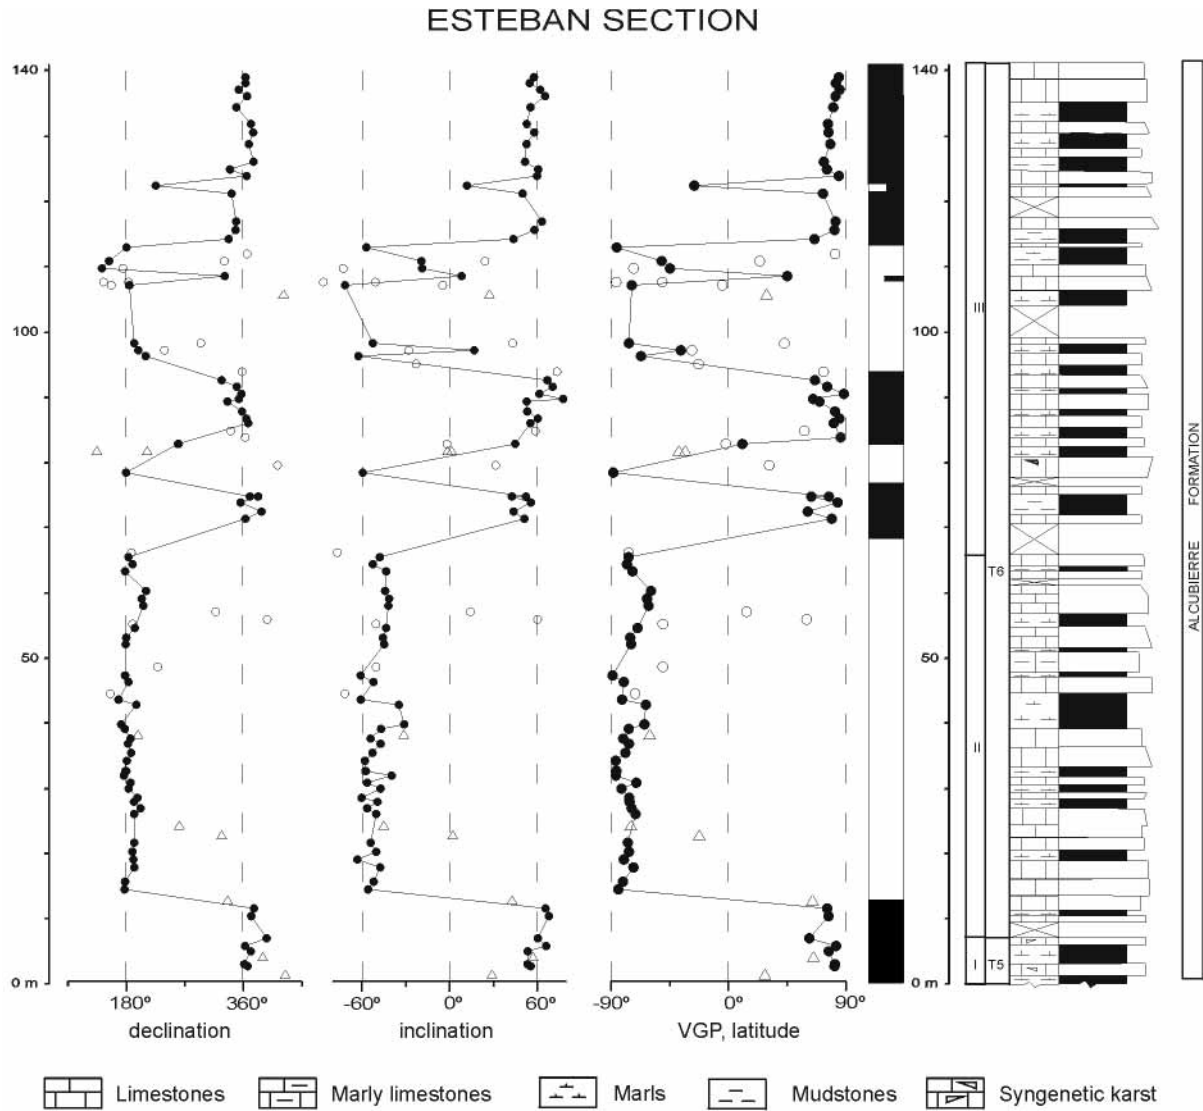 ESTEBAN SECTION
140
140
100
100
III
T6
ALCUBIERRE FORMATION
50
50
II
I
T5
0 m
0 m
180º
360º
-60º
0º
60º
-90º
0º
90º
declination
inclination
VGP, latitude
Limestones
Marly limestones
Marls
Mudstones
Syngenetic karst